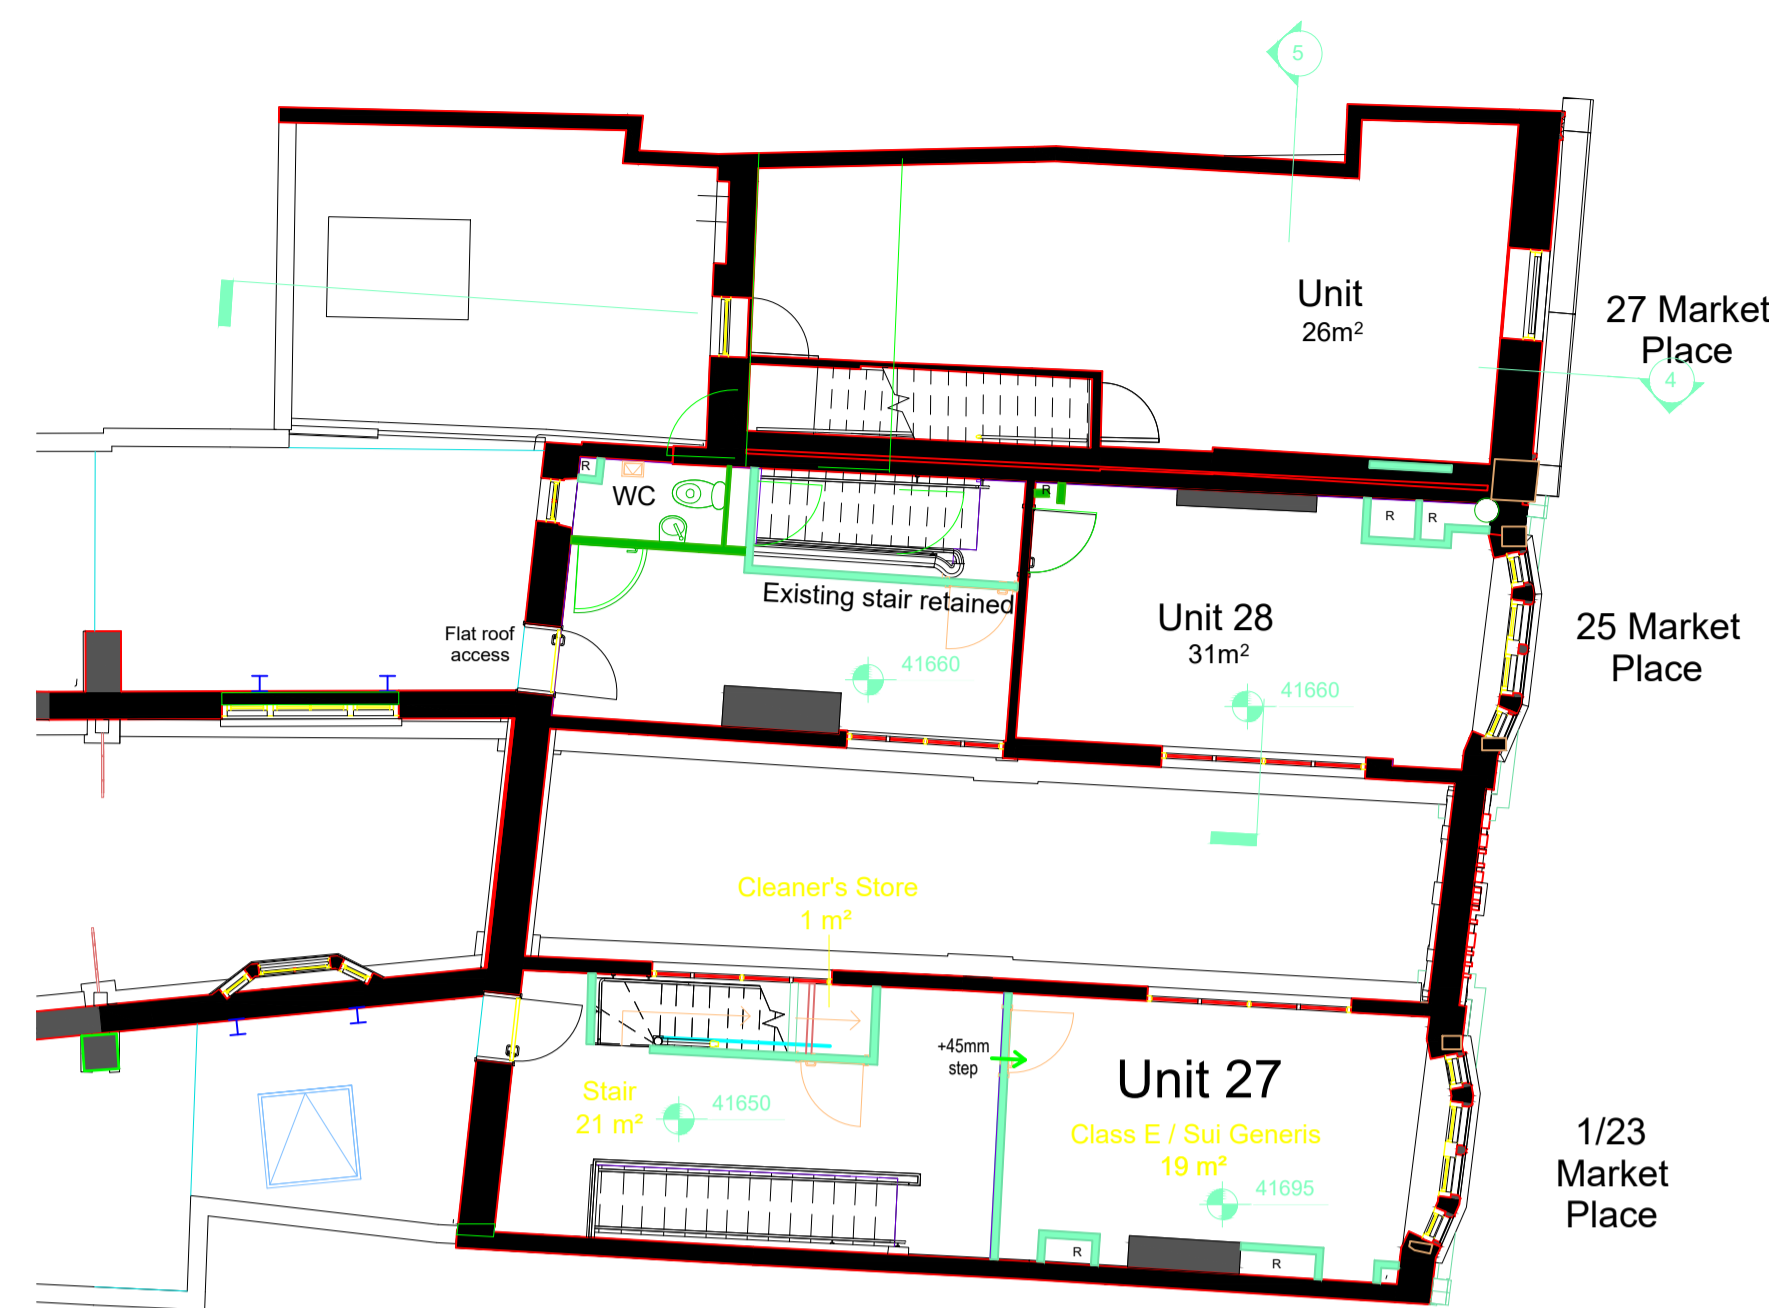 5
Unit
26m²
27 Market
Place
4
R
WC
R
R
R
Existing stair retained
Unit 28
31m²
25 Market
Place
Flat roof
access
41660
41660
Cleaner's Store
1 m²
+45mm
step
Unit 27
Stair
21 m²
41650
Class E / Sui Generis
19 m²
41695
1/23
Market
Place
R
R